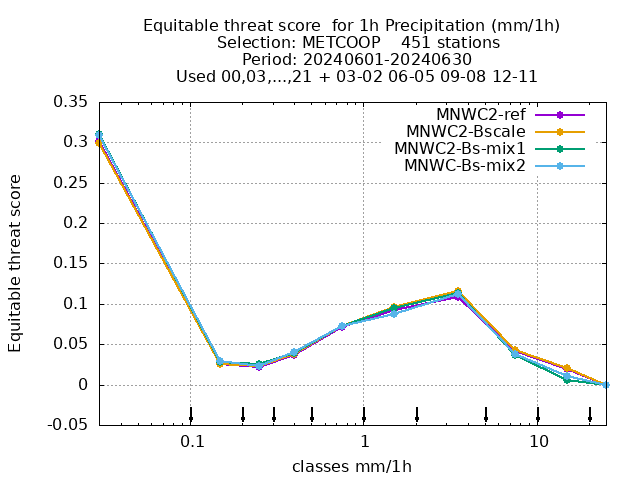 Equitable threat score  for 1h Precipitation (mm/1h)
Selection: METCOOP    451 stations
Period: 20240601-20240630
Used 00,03,...,21 + 03-02 06-05 09-08 12-11
MNWC2-ref
MNWC2-Bscale
MNWC2-Bs-mix1
MNWC-Bs-mix2
Equitable threat score
0.35
0.3
0.25
0.2
0.15
0.1
0.05
0
-0.05
0.1 1 10
classes mm/1h